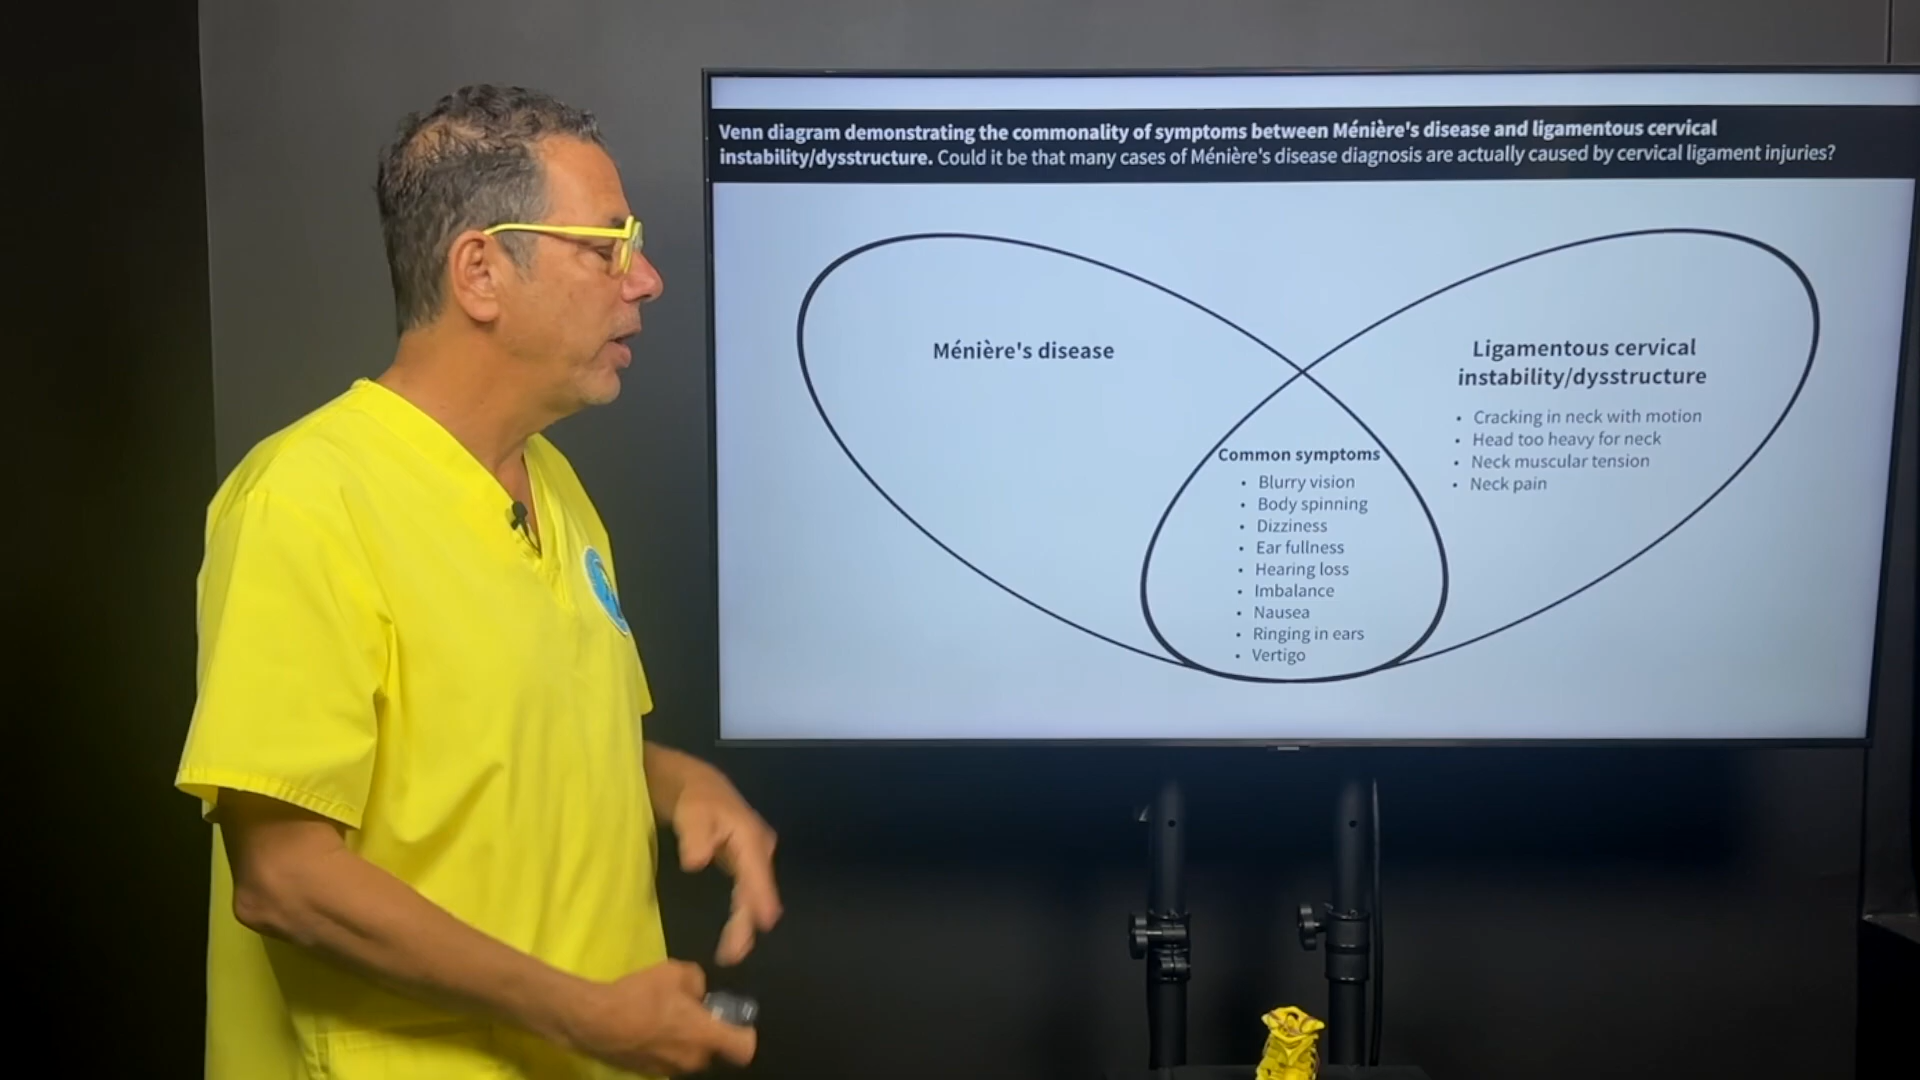 Venn diagram demonstrating the commonality of symptoms between Ménière's disease and ligamentous cervical
instability/dysstructure. Could it be that many cases of Ménière's disease diagnosis are actually caused by cervical ligament injuries?
Ménière's disease
Ligamentous cervical
instability/dysstructure
• Cracking in neck with motion
• Head too heavy for neck
• Neck muscular tension
• Neck pain
Common symptoms
• Blurry vision
• Body spinning
• Dizziness
• Ear fullness
• Hearing loss
• Imbalance
• Nausea
• Ringing in ears
• Vertigo